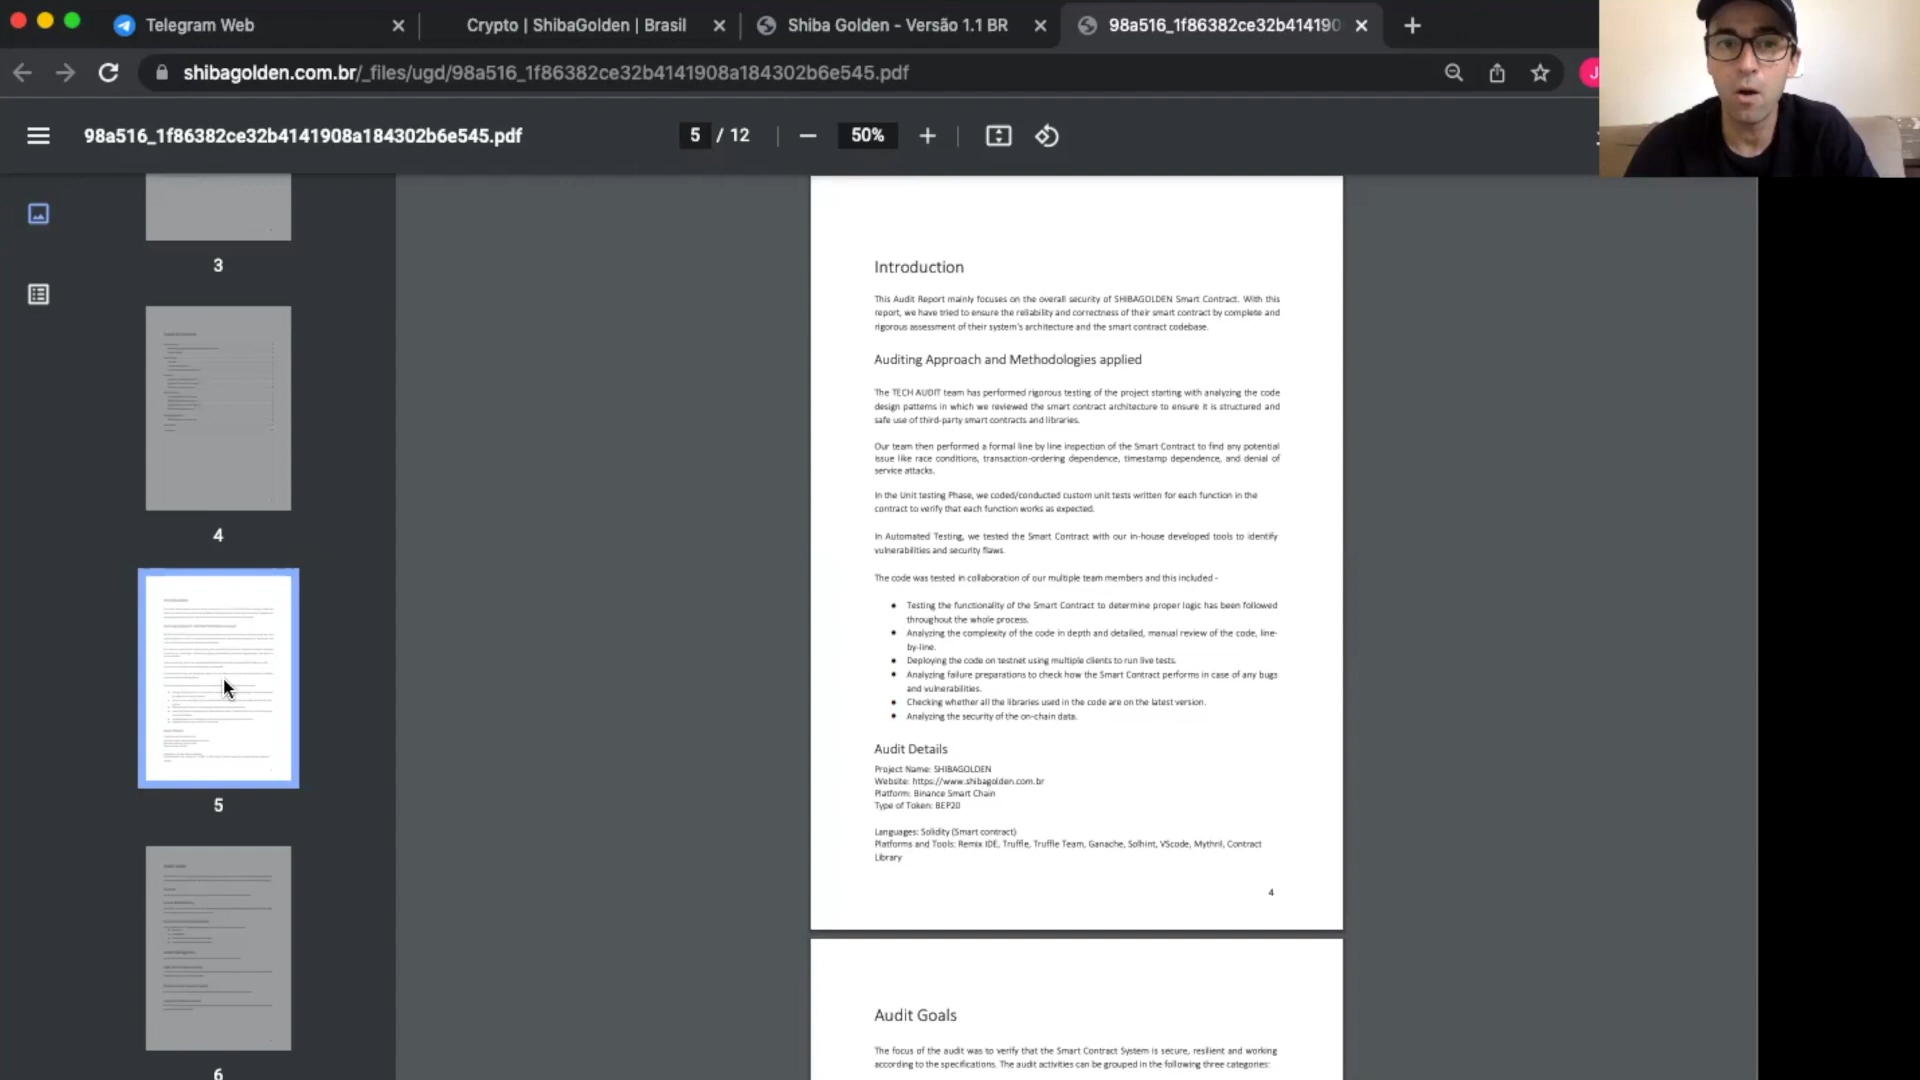 Telegram Web
Crypto | ShibaGolden | Brasil
Shiba Golden - Versão 1.1 BR
98a516_1f86382ce32b414190
shibagolden.com.br/_files/ugd/98a516_1f86382ce32b4141908a184302b6e545.pdf
J
98a516_1f86382ce32b4141908a184302b6e545.pdf
5 / 12
50%
3
4
5
6
Introduction
This Audit Report mainly focuses on the overall security of SHIBAGOLDEN Smart Contract. With this
report, we have tried to ensure the reliability and correctness of their smart contract by complete and
rigorous assessment of their system's architecture and the smart contract codebase.
Auditing Approach and Methodologies applied
The TECH AUDIT team has performed rigorous testing of the project starting with analyzing the code
design patterns in which we reviewed the smart contract architecture to ensure it is structured and
safe use of third-party smart contracts and libraries.
Our team then performed a formal line by line inspection of the Smart Contract to find any potential
issue like race conditions, transaction-ordering dependence, timestamp dependence, and denial of
service attacks.
In the Unit testing Phase, we coded/conducted custom unit tests written for each function in the
contract to verify that each function works as expected.
In Automated Testing, we tested the Smart Contract with our in-house developed tools to identify
vulnerabilities and security flaws.
The code was tested in collaboration of our multiple team members and this included -
● Testing the functionality of the Smart Contract to determine proper logic has been followed
throughout the whole process.
● Analyzing the complexity of the code in depth and detailed, manual review of the code, line-
by-line.
● Deploying the code on testnet using multiple clients to run live tests.
● Analyzing failure preparations to check how the Smart Contract performs in case of any bugs
and vulnerabilities.
● Checking whether all the libraries used in the code are on the latest version.
● Analyzing the security of the on-chain data.
Audit Details
Project Name: SHIBAGOLDEN
Website: https://www.shibagolden.com.br
Platform: Binance Smart Chain
Type of Token: BEP20
Languages: Solidity (Smart contract)
Platforms and Tools: Remix IDE, Truffle, Truffle Team, Ganache, Solhint, VScode, Mythril, Contract
Library
4
Audit Goals
The focus of the audit was to verify that the Smart Contract System is secure, resilient and working
according to the specifications. The audit activities can be grouped in the following three categories: